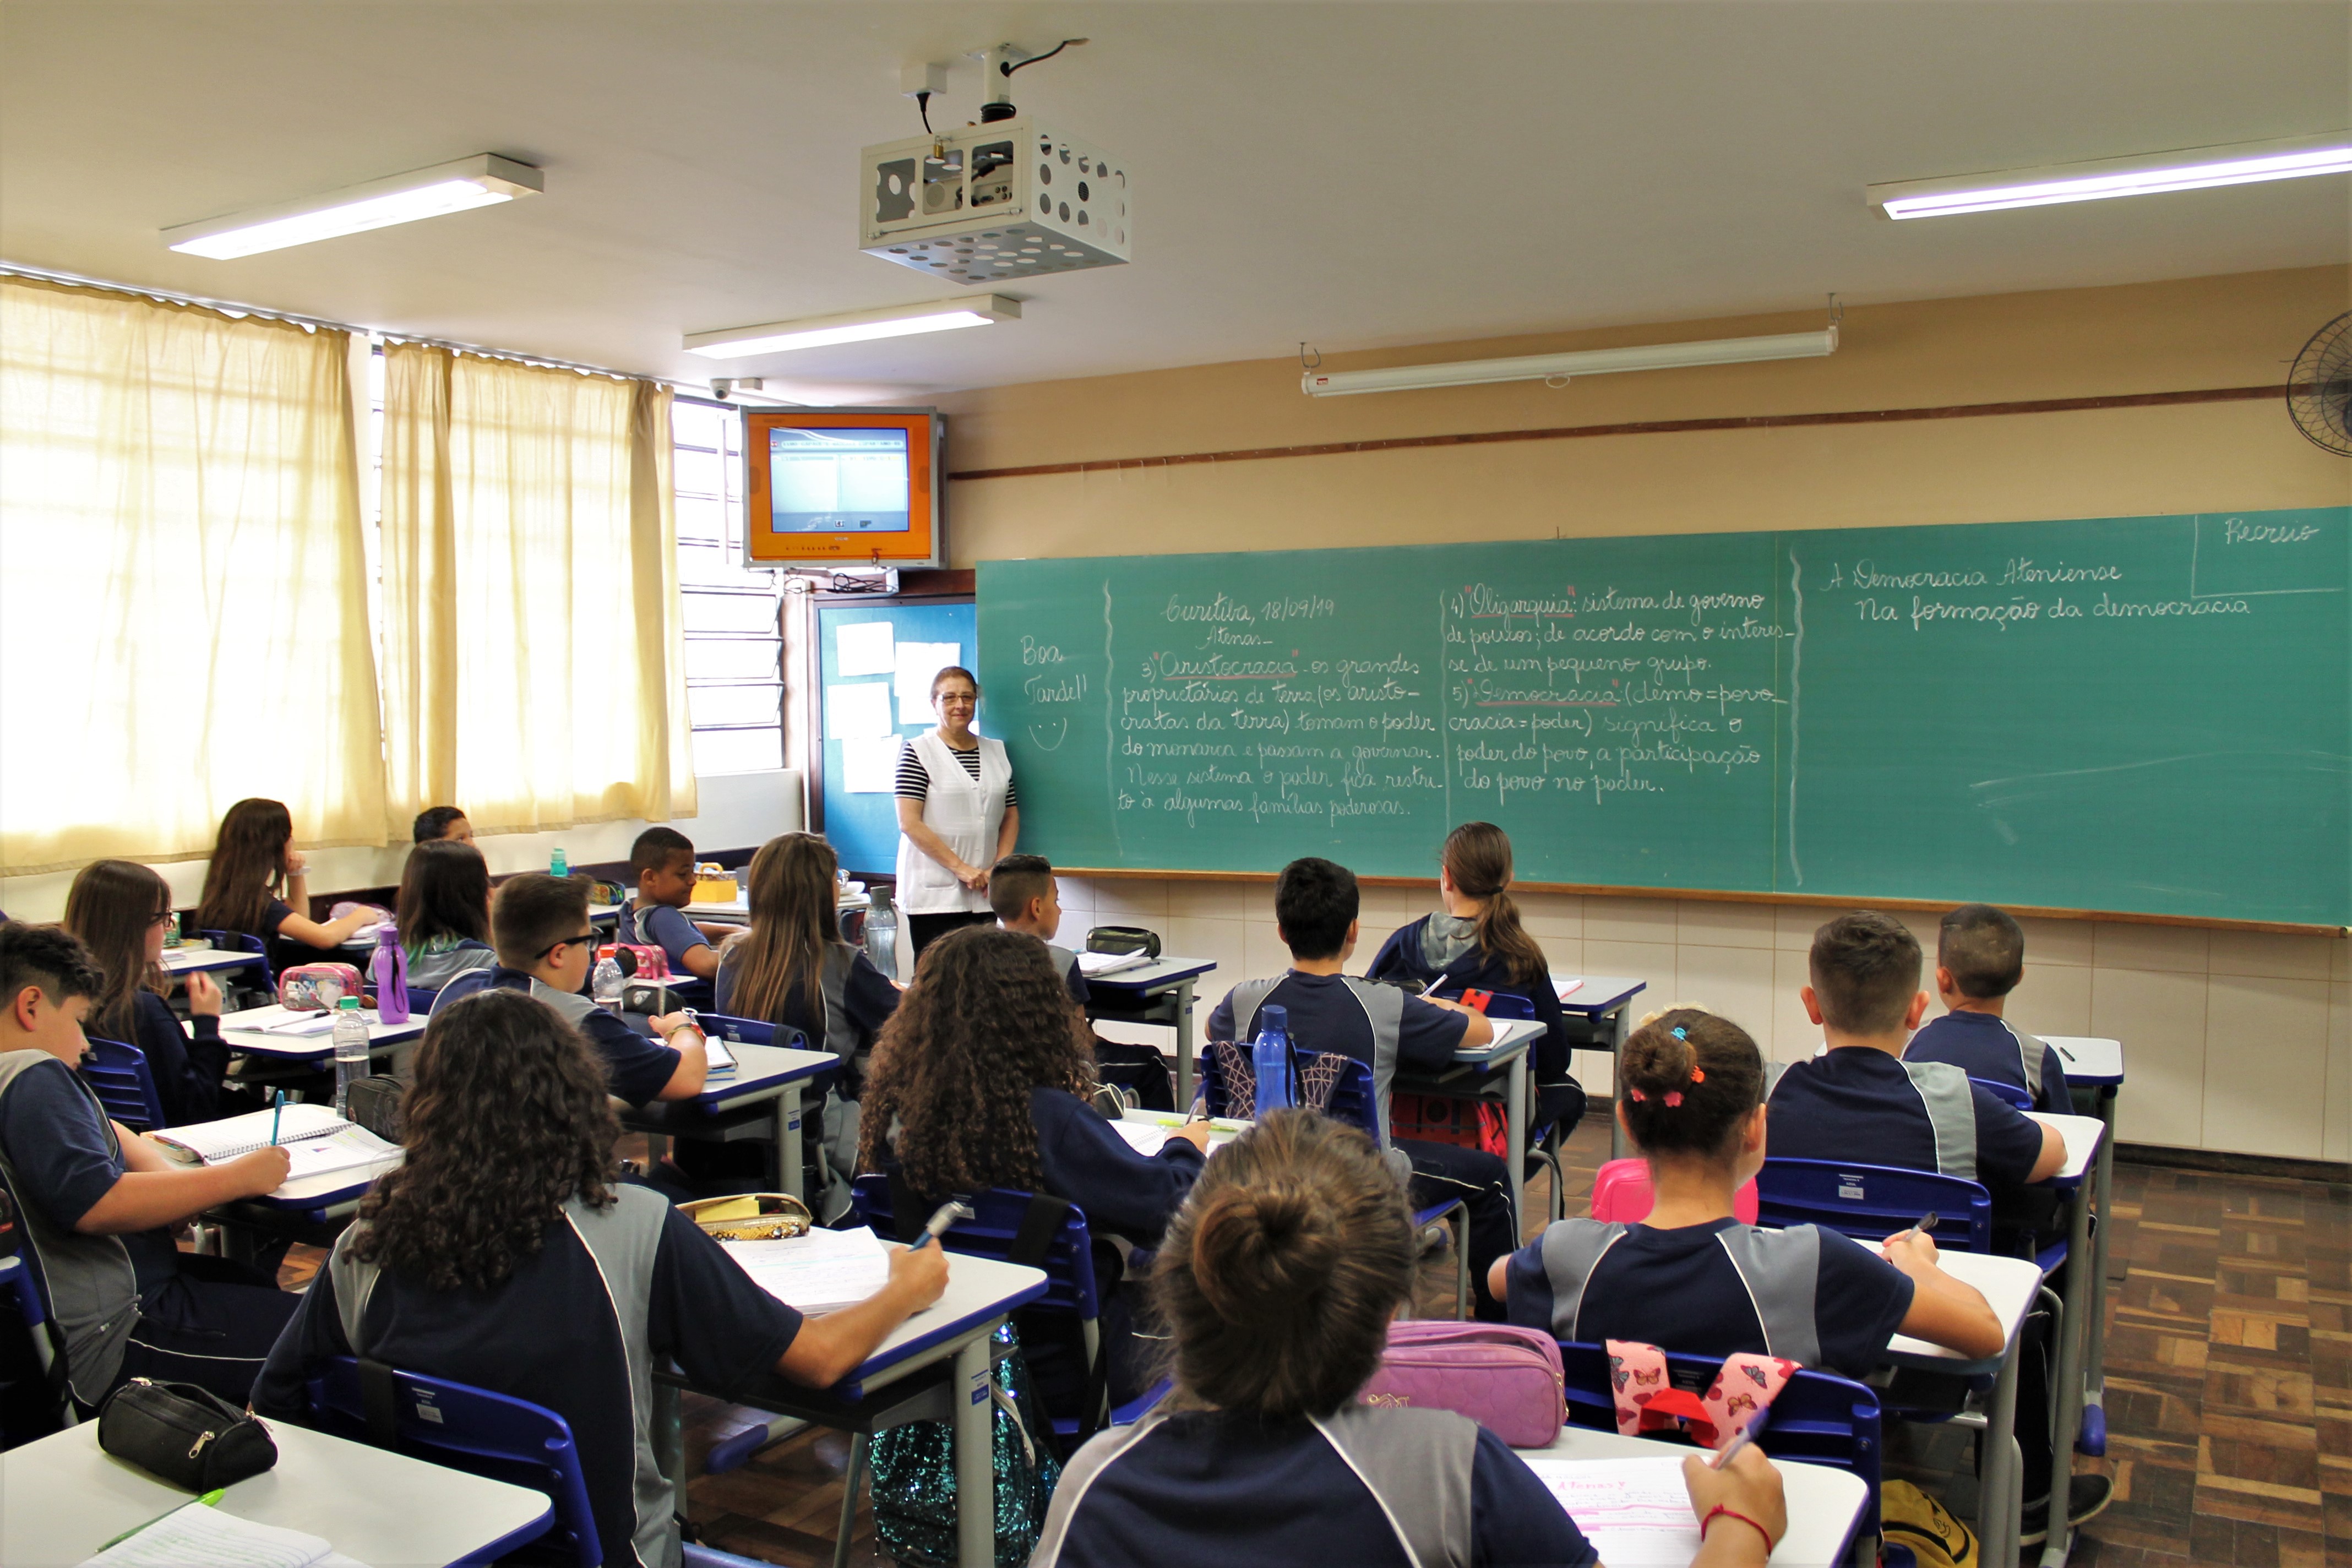 Boa
Tarde!!
Curitiba, 18/09/19
Atenas_
3) "Aristocracia" - os grandes
proprietários de terra (os aristo-
cratas da terra) tomam o poder
do monarca e passam a governar.
Nesse sistema o poder fica restri-
to à algumas famílias poderosas.
4) "Oligarquia": sistema de governo
de poucos; de acordo com o interes-
se de um pequeno grupo.
5) "Democracia": (demo = povo_
cracia = poder) significa o
poder do povo, a participação
do povo no poder.
A Democracia Ateniense
Na formação da democracia
Recreio
Atenas